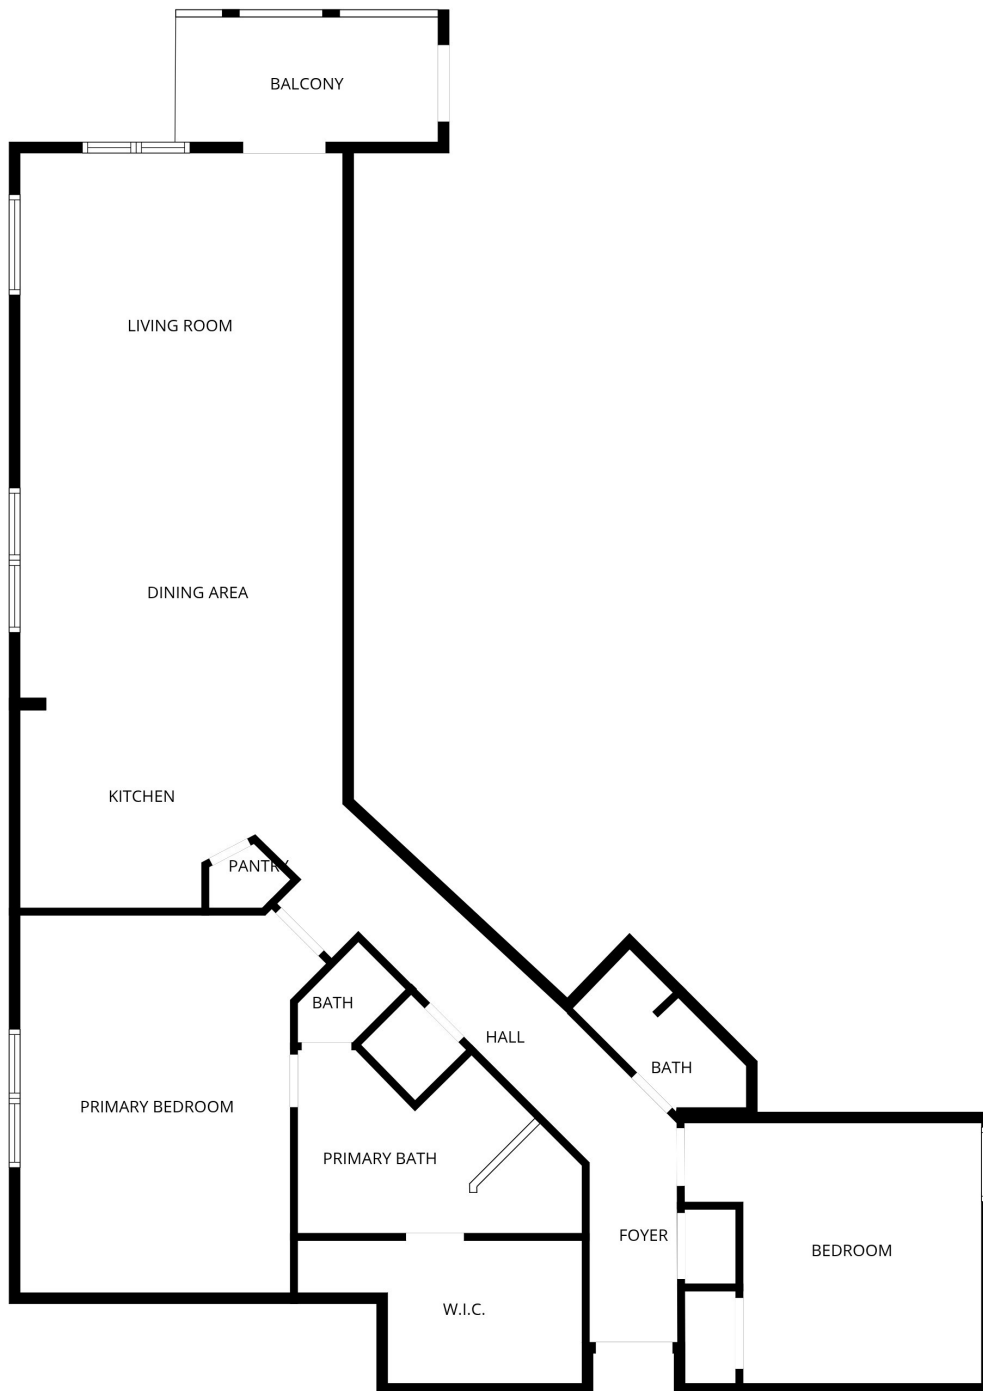 BALCONY
LIVING ROOM
DINING AREA
KITCHEN
PANTRY
BATH
HALL
BATH
PRIMARY BEDROOM
PRIMARY BATH
FOYER
BEDROOM
W.I.C.